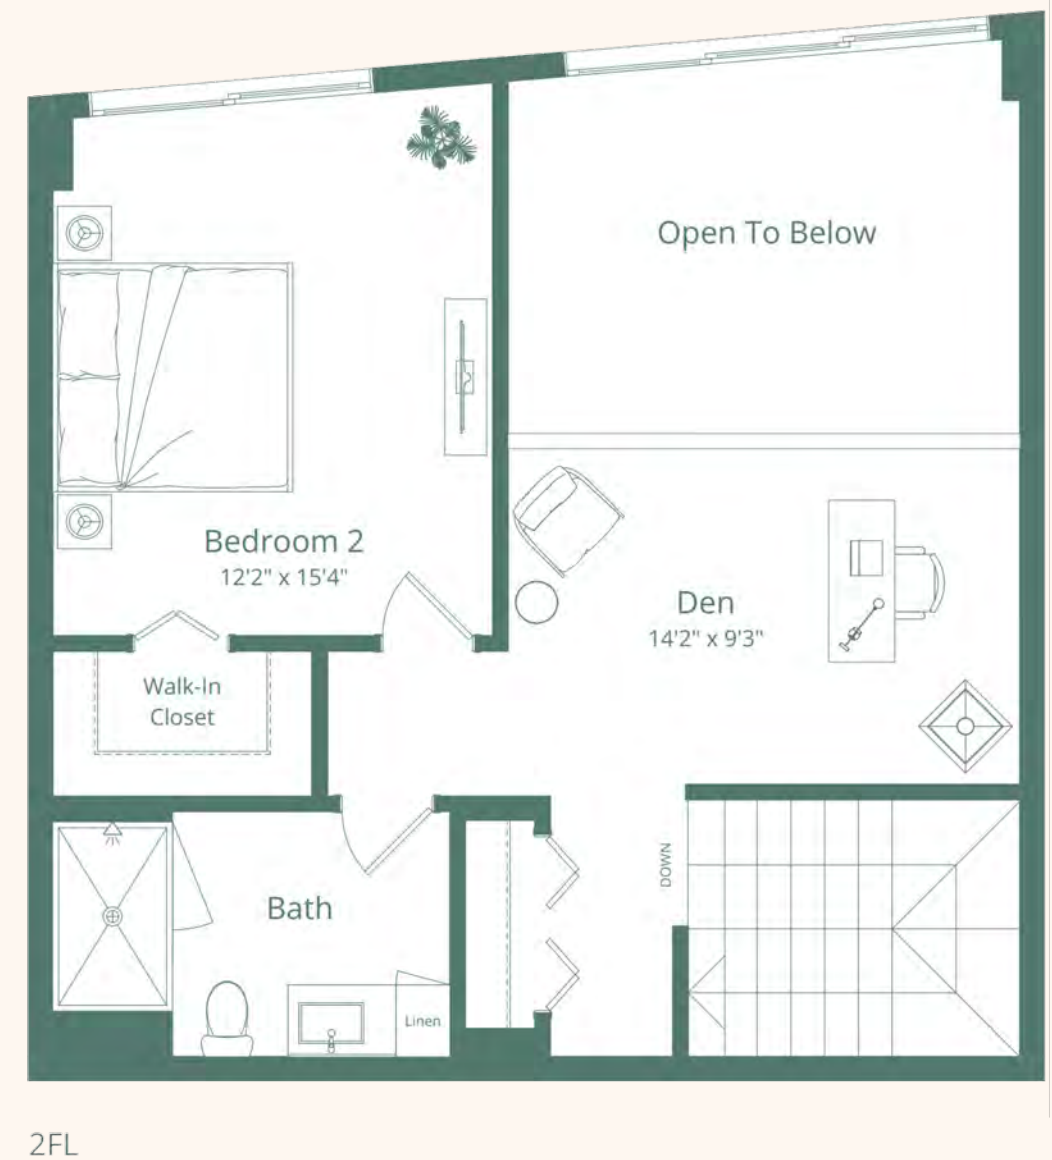 Open To Below
Bedroom 2
12'2" x 15'4"
Den
14'2" x 9'3"
Walk-In
Closet
DOWN
Bath
Linen
2FL